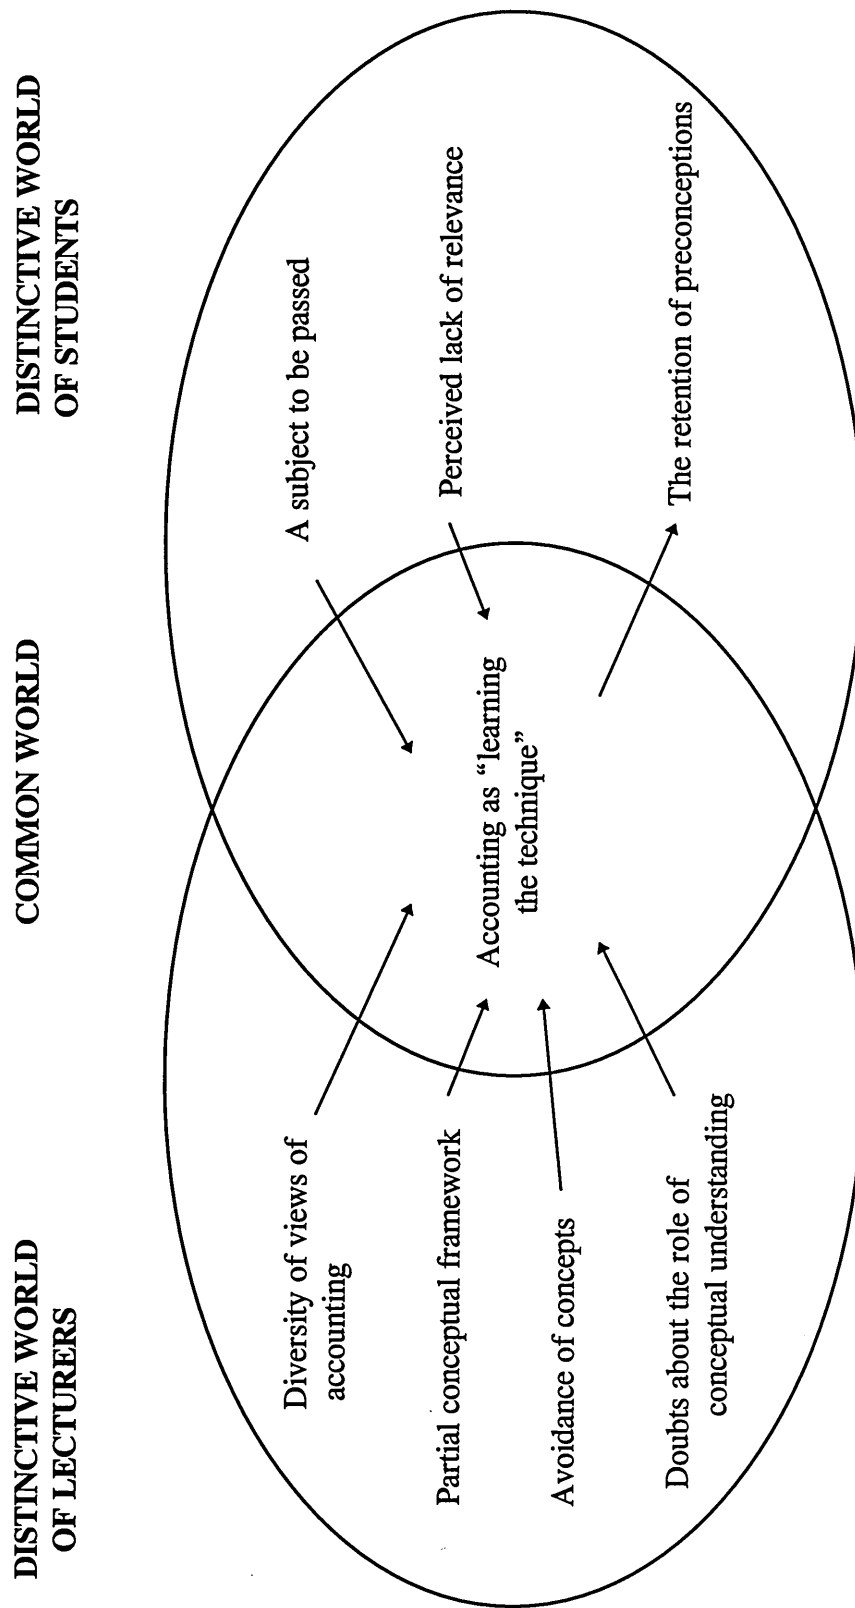 DISTINCTIVE WORLD
OF LECTURERS
COMMON WORLD
DISTINCTIVE WORLD
OF STUDENTS
Diversity of views of
accounting
Partial conceptual framework
Avoidance of concepts
Doubts about the role of
conceptual understanding
Accounting as “learning
the technique”
A subject to be passed
Perceived lack of relevance
The retention of preconceptions